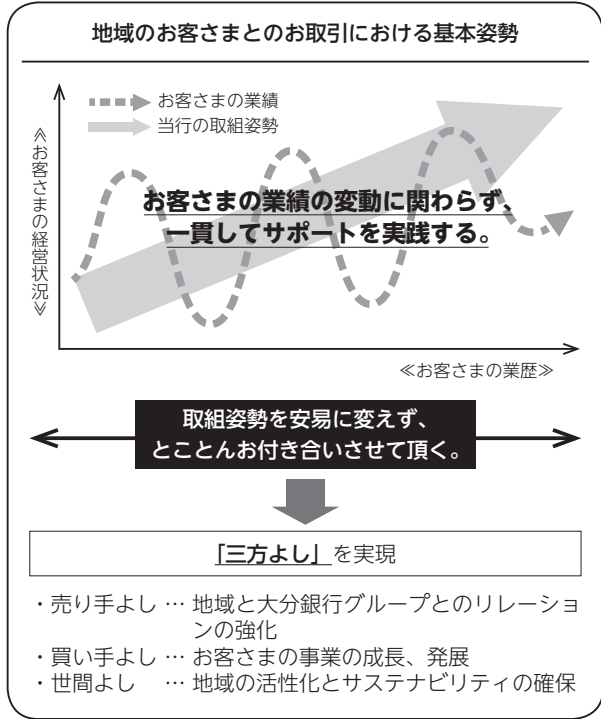 地域のお客さまとのお取引における基本姿勢
お客さまの業績
当行の取組姿勢
≪お客さまの経営状況≫
お客さまの業績の変動に関わらず、
一貫してサポートを実践する。
≪お客さまの業歴≫
取組姿勢を安易に変えず、
とことんお付き合いさせて頂く。
「三方よし」を実現
・売り手よし … 地域と大分銀行グループとのリレーショ
ンの強化
・買い手よし … お客さまの事業の成長、発展
・世間よし … 地域の活性化とサステナビリティの確保